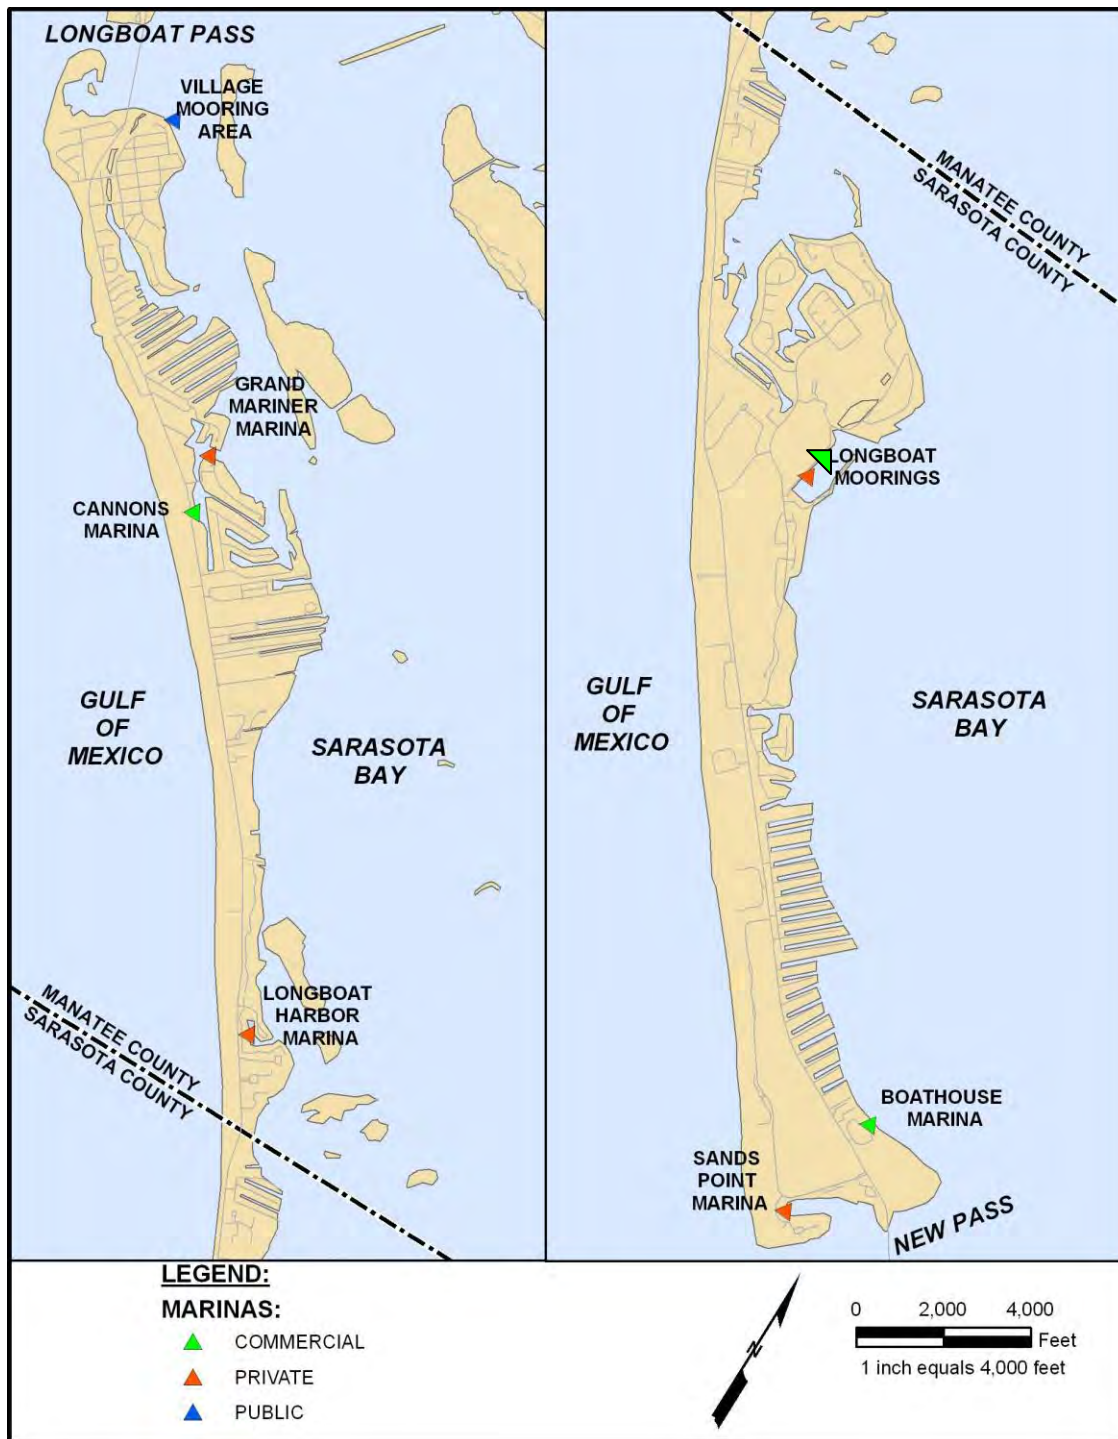 LONGBOAT PASS
VILLAGE
MOORING
AREA
GRAND
MARINER
MARINA
CANNONS
MARINA
GULF
OF
MEXICO
SARASOTA
BAY
LONGBOAT
HARBOR
MARINA
MANATEE COUNTY
SARASOTA COUNTY
MANATEE COUNTY
SARASOTA COUNTY
LONGBOAT
MOORINGS
GULF
OF
MEXICO
SARASOTA
BAY
BOATHOUSE
MARINA
SANDS
POINT
MARINA
NEW PASS
LEGEND:
MARINAS:
COMMERCIAL
PRIVATE
PUBLIC
N
0 2,000 4,000
Feet
1 inch equals 4,000 feet